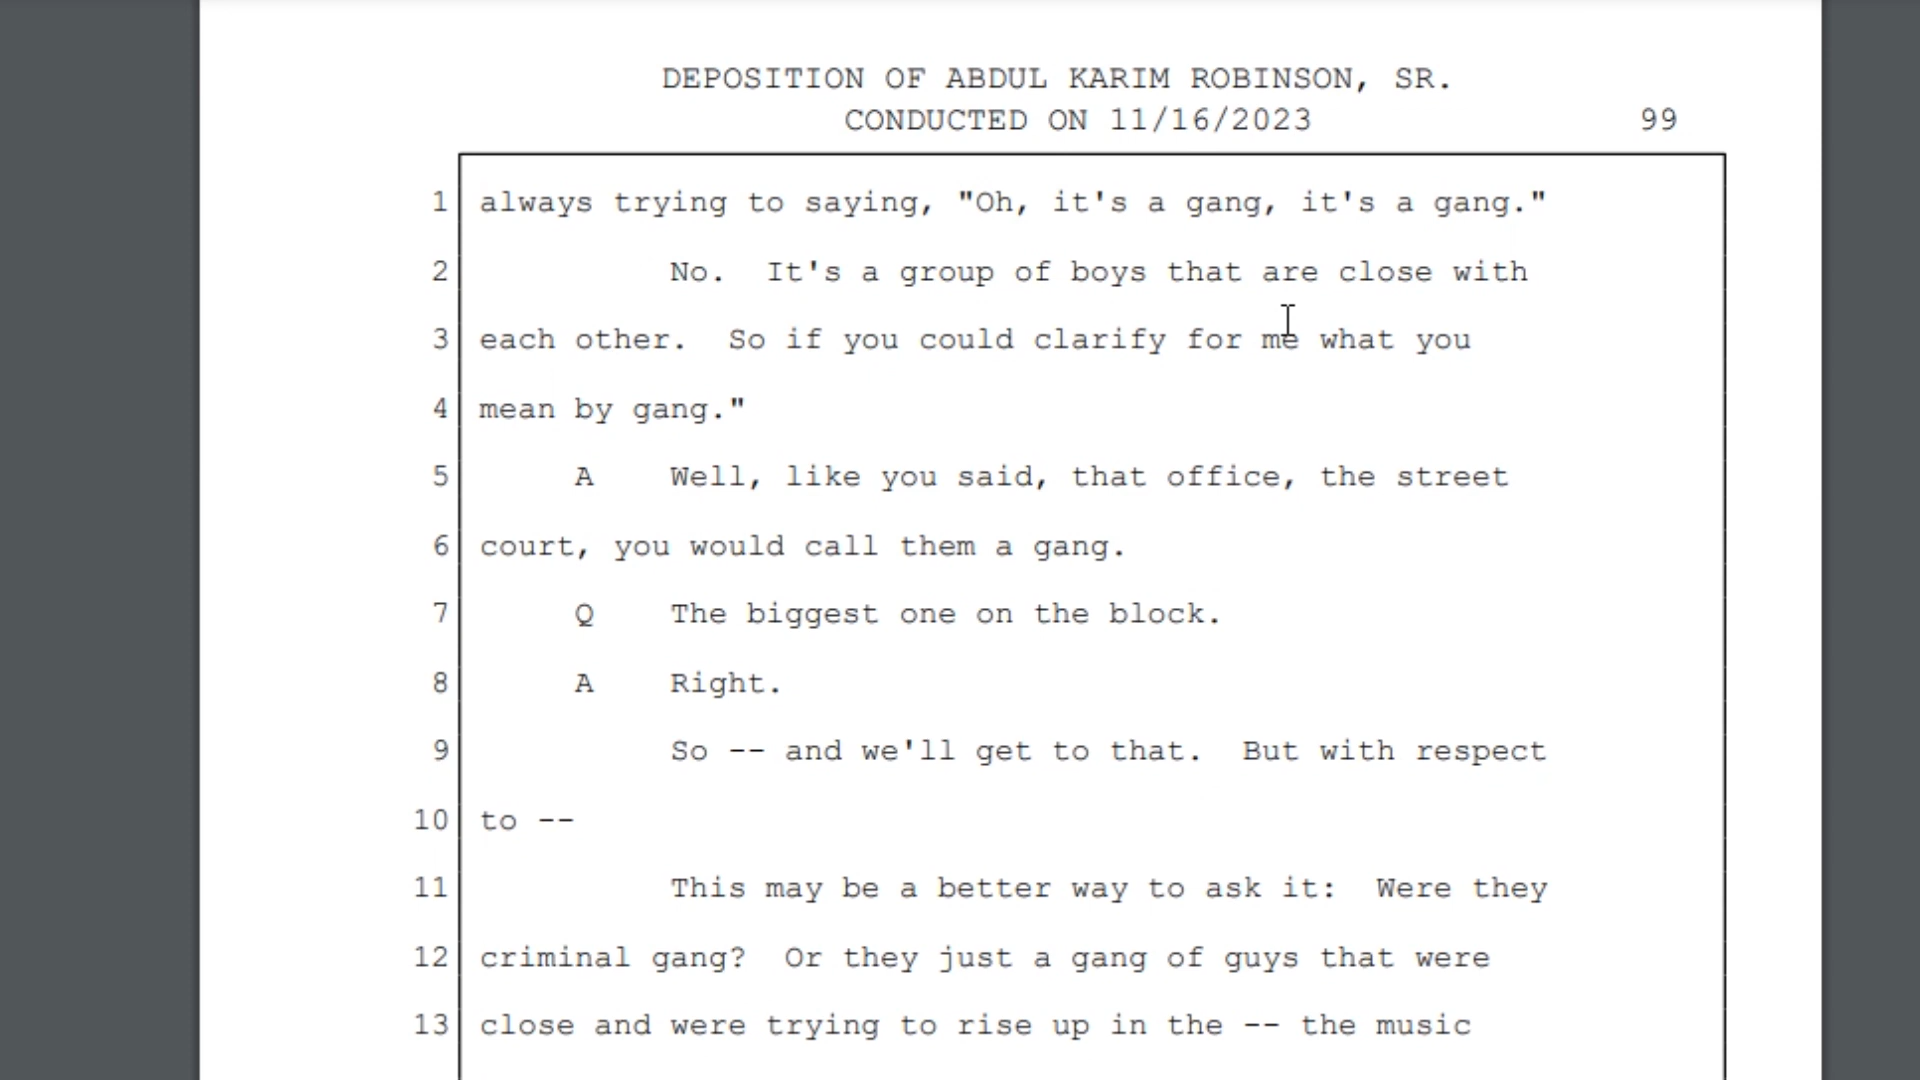 DEPOSITION OF ABDUL KARIM ROBINSON, SR.
CONDUCTED ON 11/16/2023 99
1 always trying to saying, "Oh, it's a gang, it's a gang."
2 No. It's a group of boys that are close with
3 each other. So if you could clarify for me what you
4 mean by gang."
5 A Well, like you said, that office, the street
6 court, you would call them a gang.
7 Q The biggest one on the block.
8 A Right.
9 So -- and we'll get to that. But with respect
10 to --
11 This may be a better way to ask it: Were they
12 criminal gang? Or they just a gang of guys that were
13 close and were trying to rise up in the -- the music